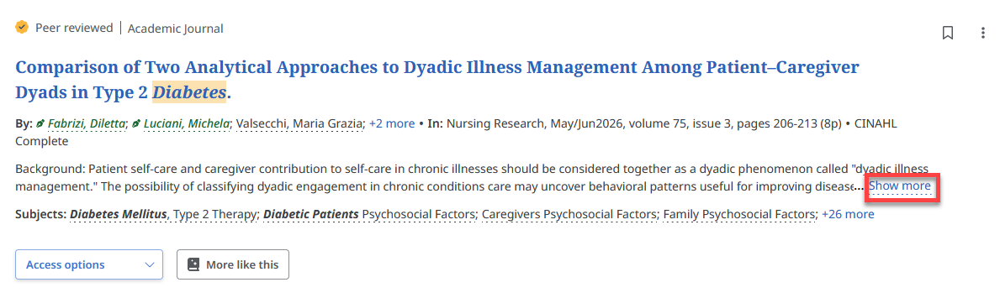 Peer reviewed | Academic Journal
Comparison of Two Analytical Approaches to Dyadic Illness Management Among Patient–Caregiver
Dyads in Type 2 Diabetes.
By: Fabrizi, Diletta; Luciani, Michela; Valsecchi, Maria Grazia; +2 more • In: Nursing Research, May/Jun2026, volume 75, issue 3, pages 206-213 (8p) • CINAHL
Complete
Background: Patient self-care and caregiver contribution to self-care in chronic illnesses should be considered together as a dyadic phenomenon called "dyadic illness
management." The possibility of classifying dyadic engagement in chronic conditions care may uncover behavioral patterns useful for improving disease... Show more
Subjects: Diabetes Mellitus, Type 2 Therapy; Diabetic Patients Psychosocial Factors; Caregivers Psychosocial Factors; Family Psychosocial Factors; +26 more
Access options More like this